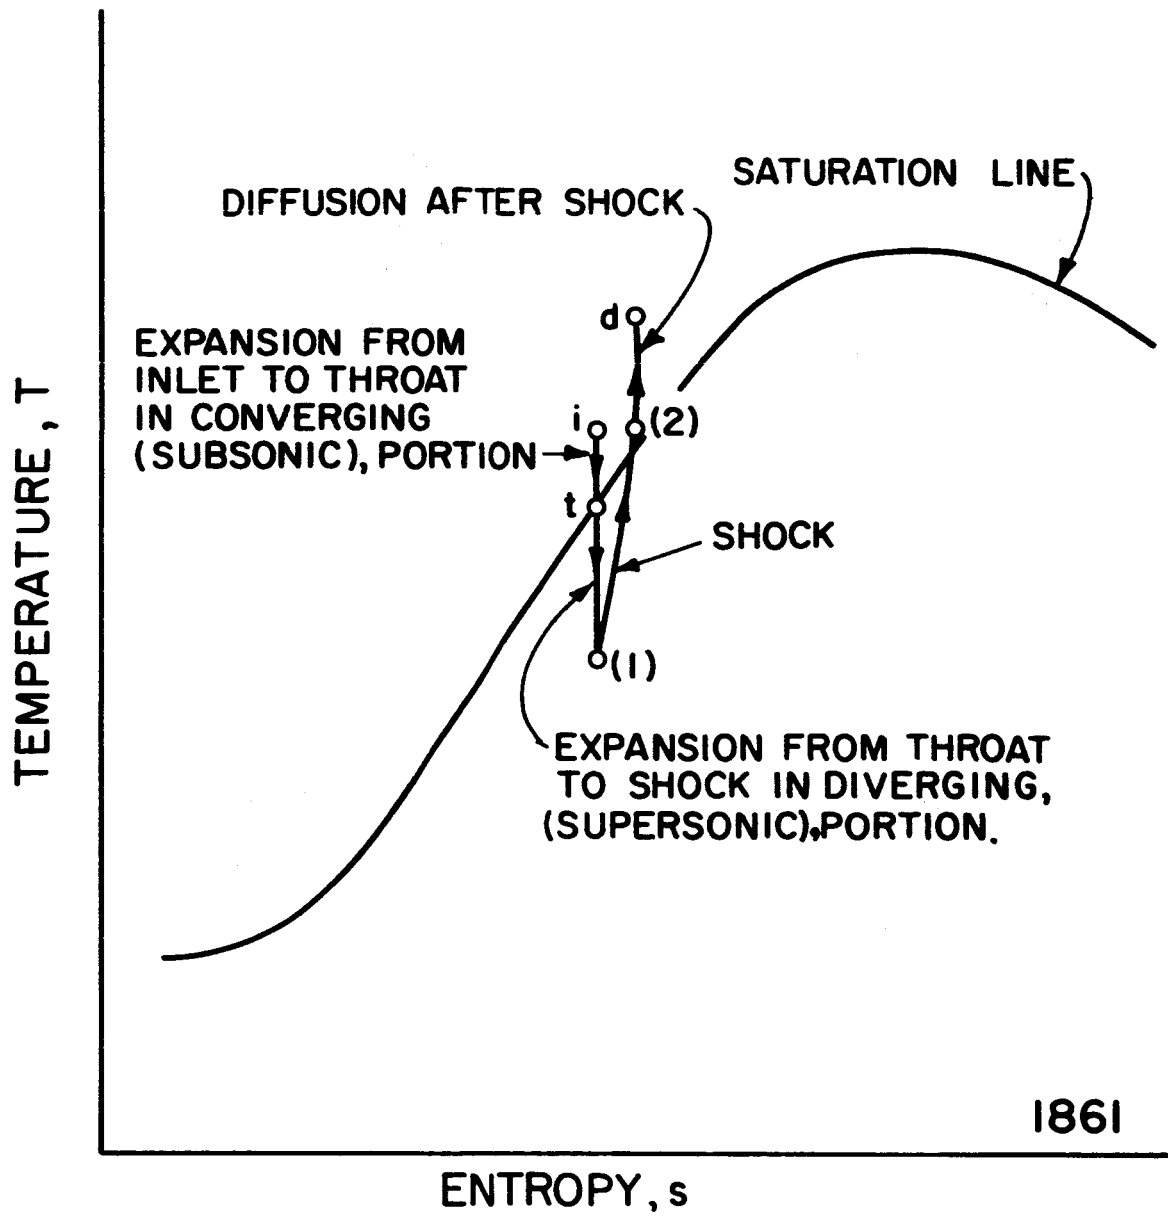 SATURATION LINE
DIFFUSION AFTER SHOCK
d
EXPANSION FROM
INLET TO THROAT
IN CONVERGING
(SUBSONIC), PORTION
i
(2)
t
SHOCK
(1)
EXPANSION FROM THROAT
TO SHOCK IN DIVERGING,
(SUPERSONIC), PORTION.
TEMPERATURE, T
1861
ENTROPY, s